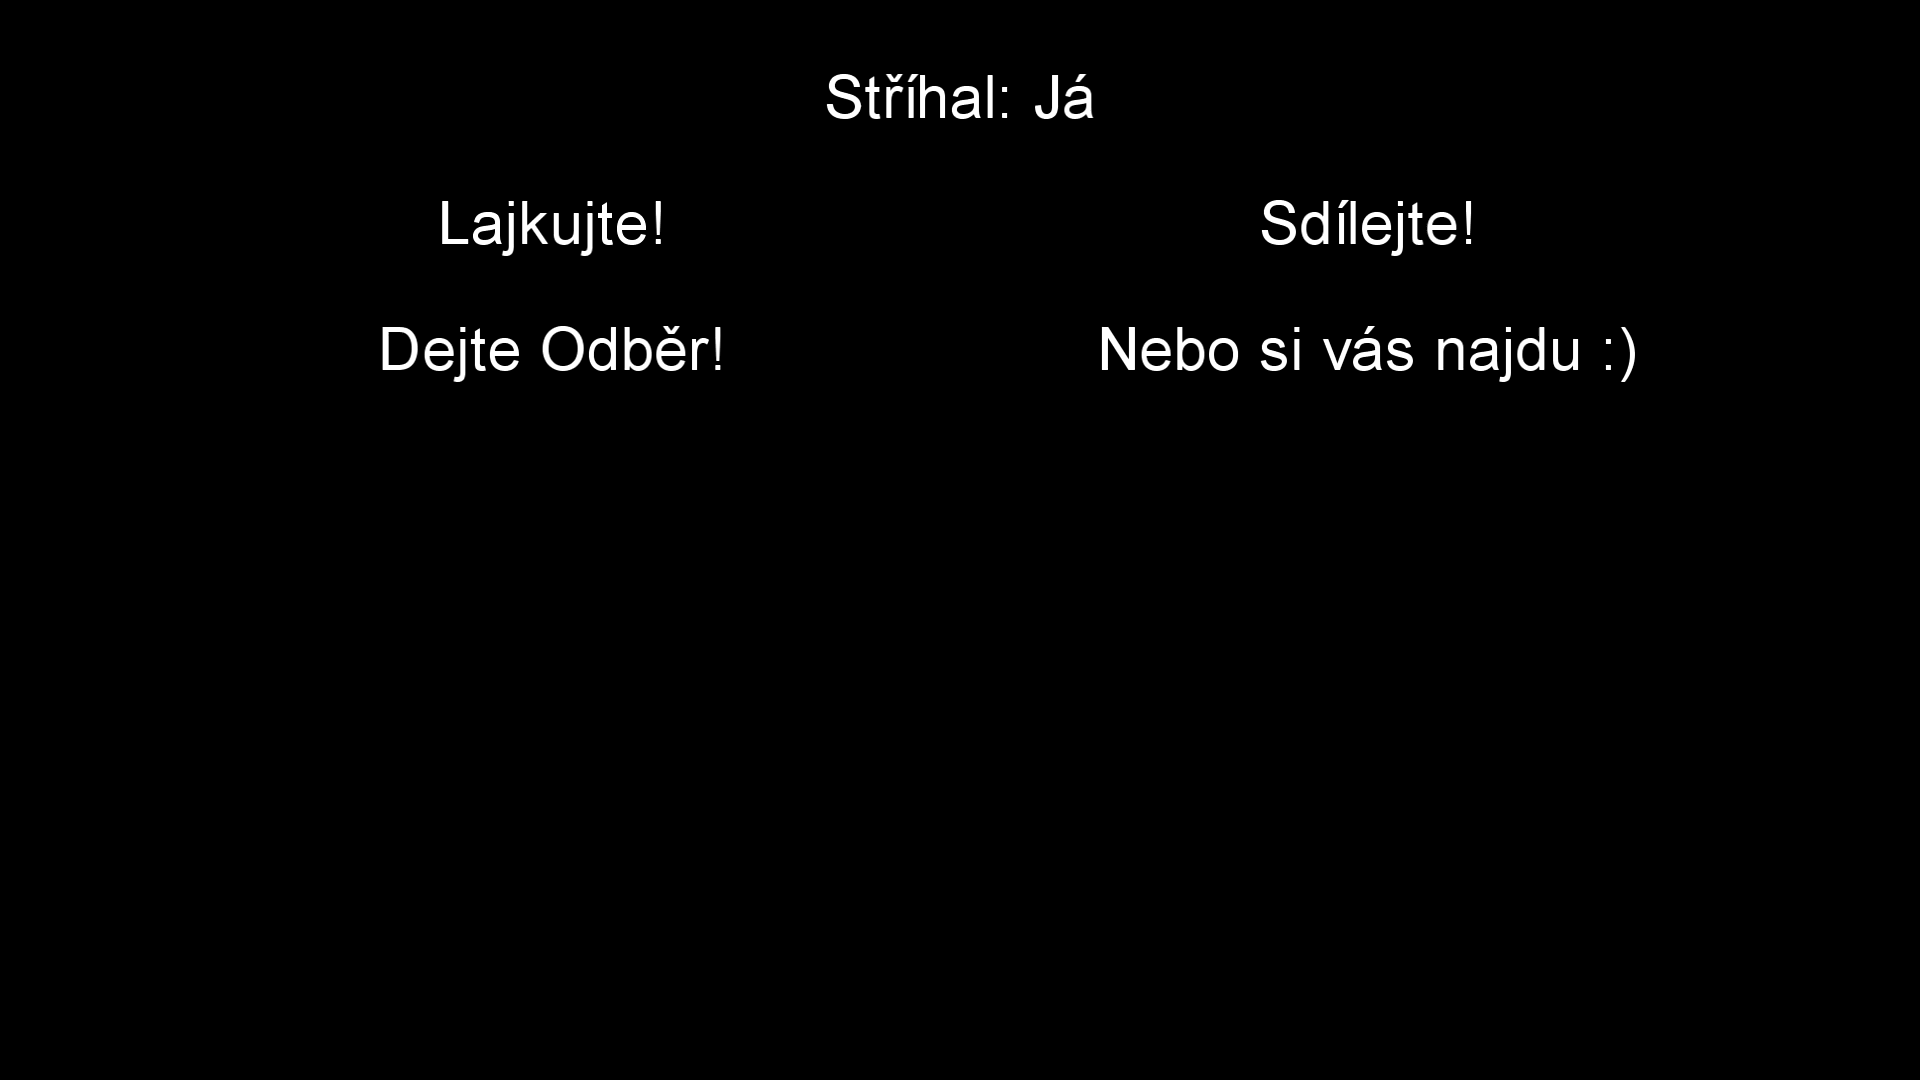 Stříhal: Já
Lajkujte!
Sdílejte!
Dejte Odběr!
Nebo si vás najdu :)